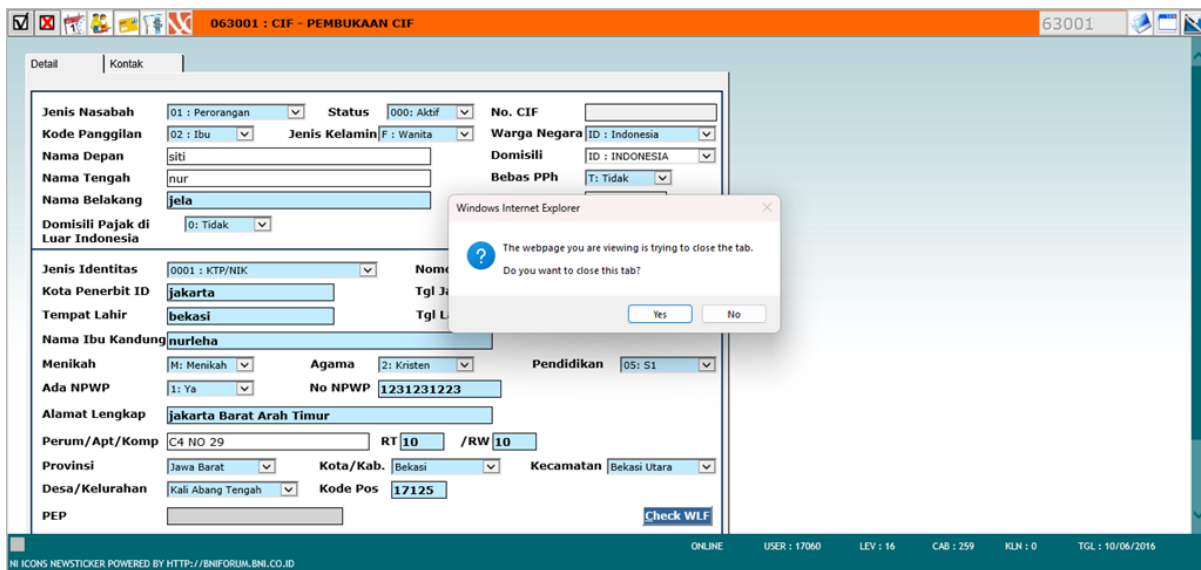 063001 : CIF - PEMBUKAAN CIF 63001
Detail Kontak
Jenis Nasabah 01 : Perorangan Status 000: Aktif No. CIF
Kode Panggilan 02 : Ibu Jenis Kelamin F : Wanita Warga Negara ID : Indonesia
Nama Depan siti Domisili ID : INDONESIA
Nama Tengah nur Bebas PPh T: Tidak
Nama Belakang jela
Domisili Pajak di Luar Indonesia 0: Tidak
Windows Internet Explorer
The webpage you are viewing is trying to close the tab.
Do you want to close this tab?
Yes No
Jenis Identitas 0001 : KTP/NIK
Kota Penerbit ID jakarta
Tempat Lahir bekasi
Nama Ibu Kandung nurleha
Menikah M: Menikah Agama 2: Kristen Pendidikan 05: S1
Ada NPWP 1: Ya No NPWP 1231231223
Alamat Lengkap jakarta Barat Arah Timur
Perum/Apt/Komp C4 NO 29 RT 10 /RW 10
Provinsi Jawa Barat Kota/Kab. Bekasi Kecamatan Bekasi Utara
Desa/Kelurahan Kali Abang Tengah Kode Pos 17125
PEP Check WLF
ONLINE USER : 17060 LEV : 16 CAB : 259 KLN : 0 TGL : 10/06/2016
NI ICONS NEWSTICKER POWERED BY HTTP://BNIFORUM.BNI.CO.ID